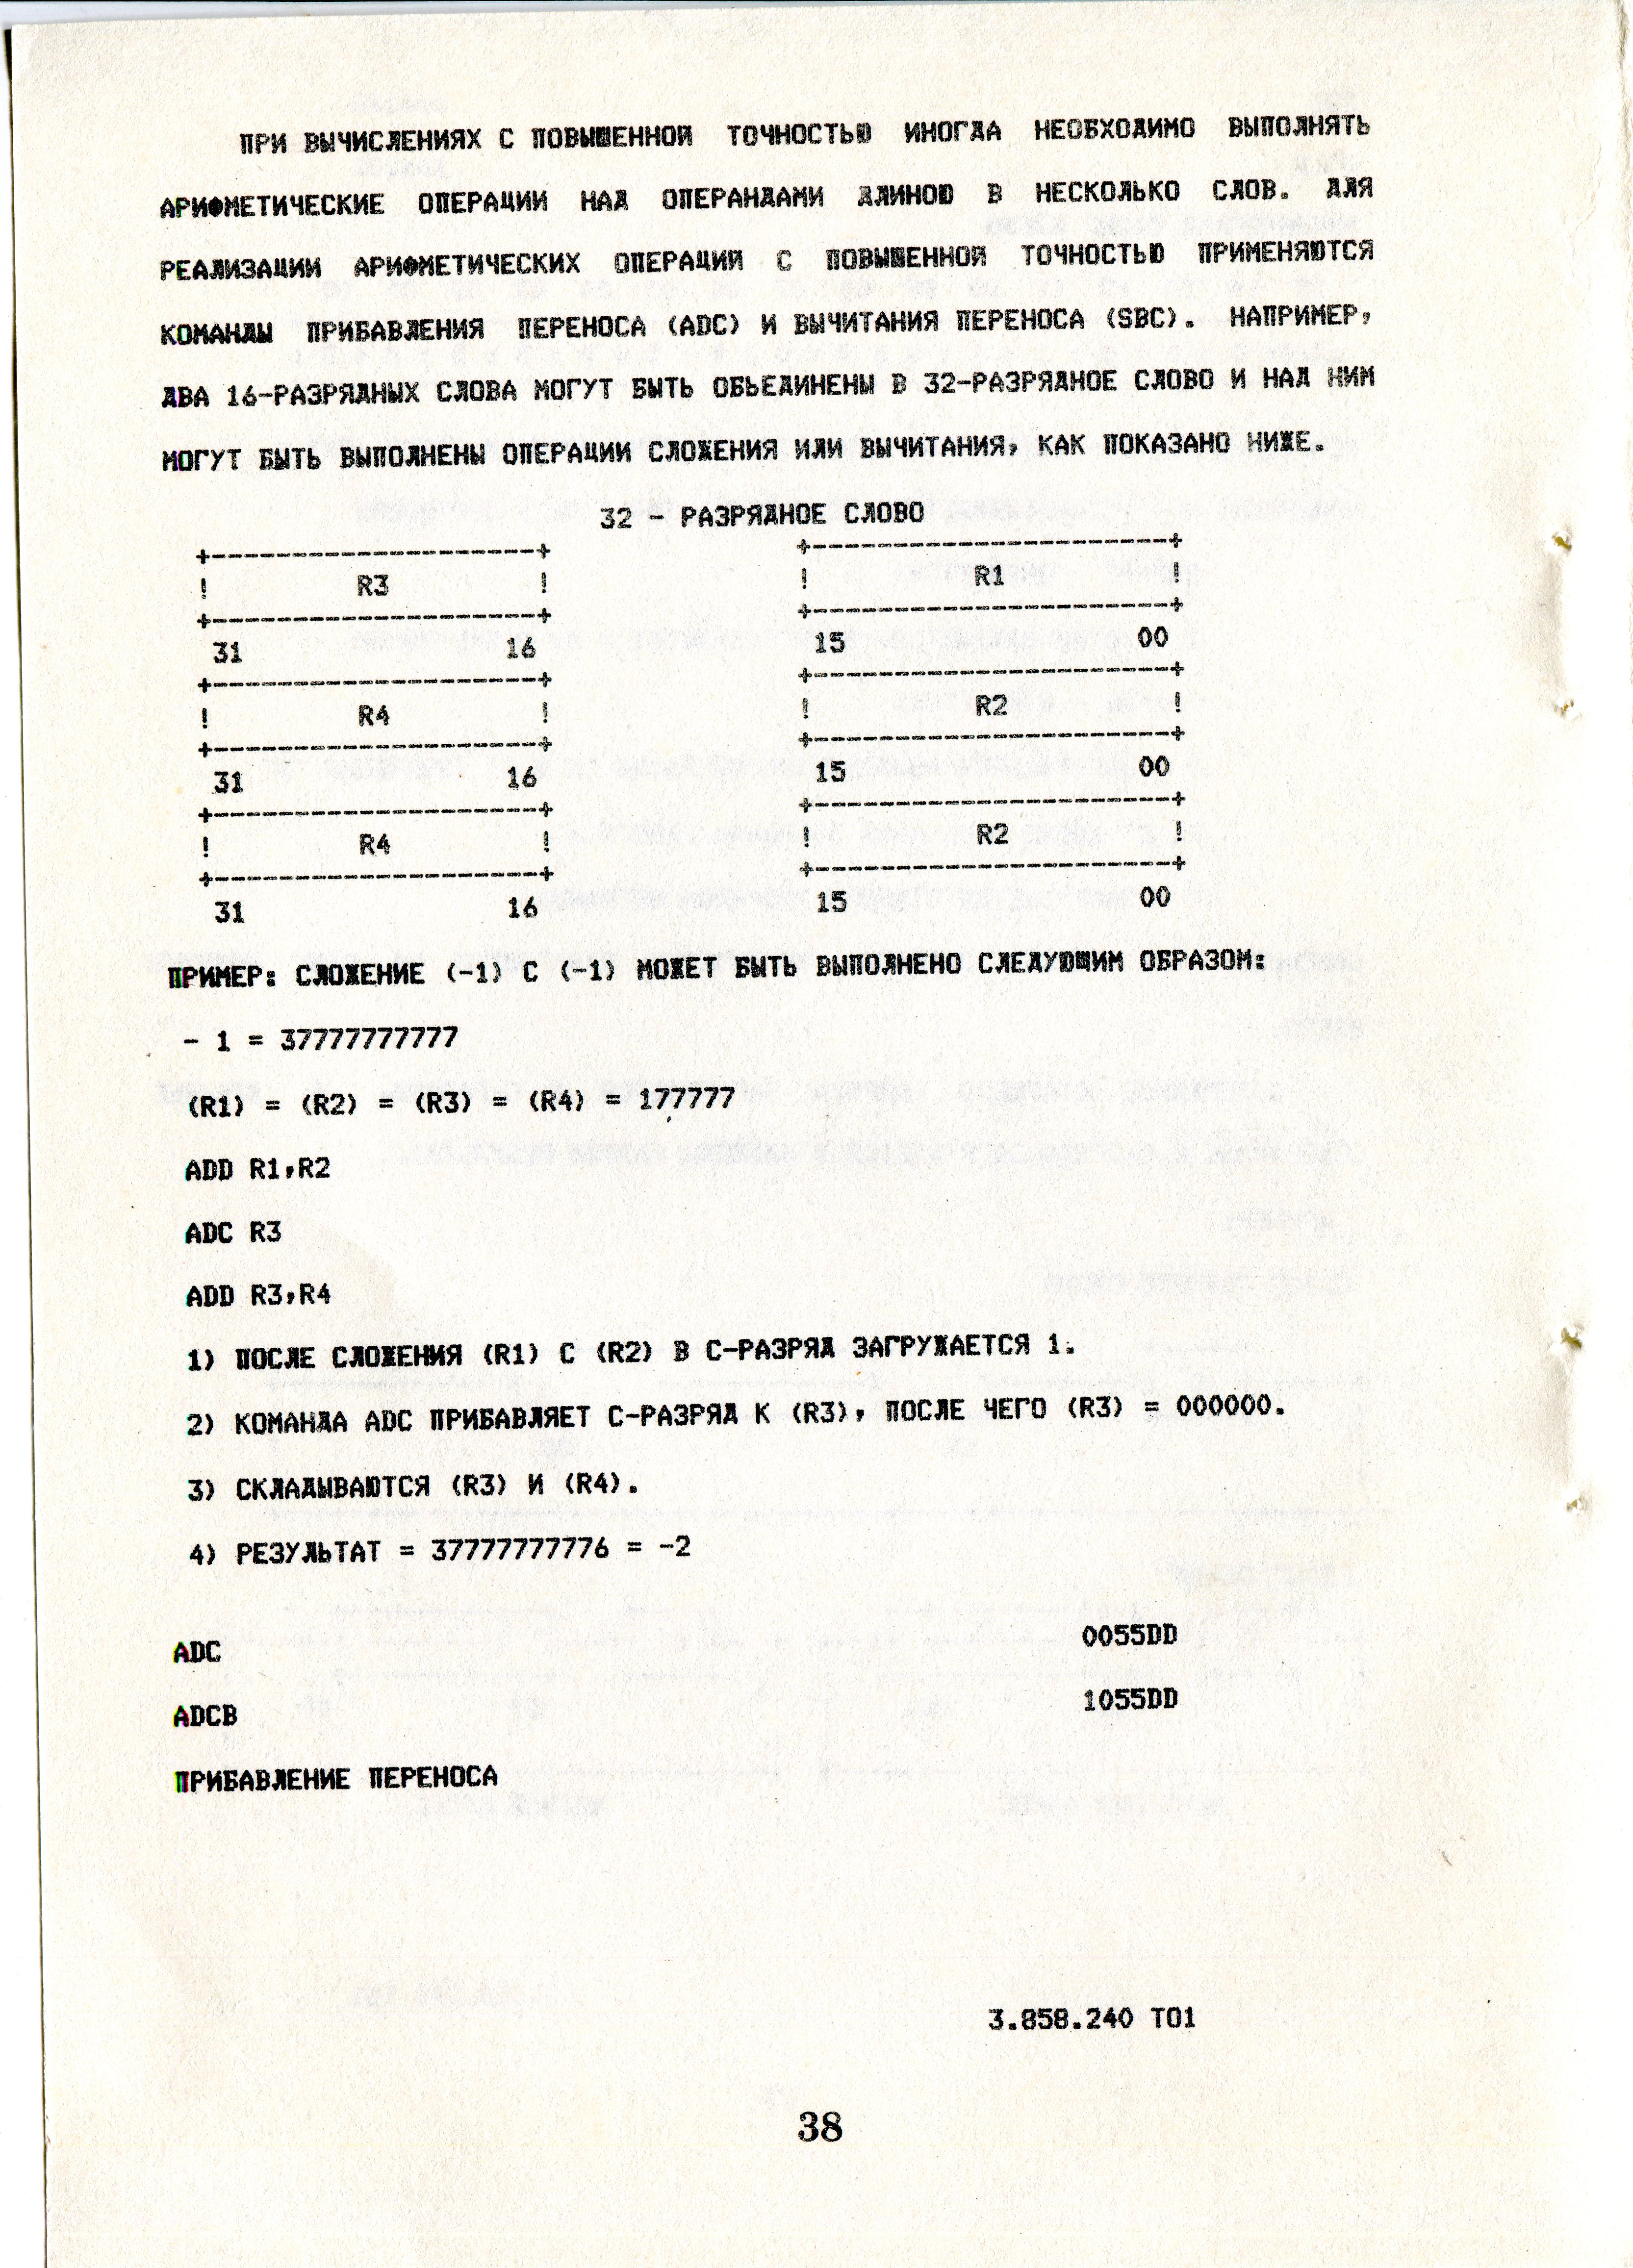 ПРИ ВЫЧИСЛЕНИЯХ С ПОВЫШЕННОЙ ТОЧНОСТЬЮ ИНОГДА НЕОБХОДИМО ВЫПОЛНЯТЬ
АРИФМЕТИЧЕСКИЕ ОПЕРАЦИИ НАД ОПЕРАНДАМИ ДЛИНОЮ В НЕСКОЛЬКО СЛОВ. ДЛЯ
РЕАЛИЗАЦИИ АРИФМЕТИЧЕСКИХ ОПЕРАЦИЙ С ПОВЫШЕННОЙ ТОЧНОСТЬЮ ПРИМЕНЯЮТСЯ
КОМАНДЫ ПРИБАВЛЕНИЯ ПЕРЕНОСА (ADC) И ВЫЧИТАНИЯ ПЕРЕНОСА (SBC). НАПРИМЕР,
ДВА 16-РАЗРЯДНЫХ СЛОВА МОГУТ БЫТЬ ОБЬЕДИНЕНЫ В 32-РАЗРЯДНОЕ СЛОВО И НАД НИМ
МОГУТ БЫТЬ ВЫПОЛНЕНЫ ОПЕРАЦИИ СЛОЖЕНИЯ ИЛИ ВЫЧИТАНИЯ, КАК ПОКАЗАНО НИЖЕ.
32 - РАЗРЯДНОЕ СЛОВО
+--------------------+ +----------------------+
! R3 ! ! R1 !
+--------------------+ +----------------------+
31 16 15 00
+--------------------+ +----------------------+
! R4 ! ! R2 !
+--------------------+ +----------------------+
31 16 15 00
+--------------------+ +----------------------+
! R4 ! ! R2 !
+--------------------+ +----------------------+
31 16 15 00
ПРИМЕР: СЛОЖЕНИЕ (-1) С (-1) МОЖЕТ БЫТЬ ВЫПОЛНЕНО СЛЕДУЮЩИМ ОБРАЗОМ:
- 1 = 37777777777
(R1) = (R2) = (R3) = (R4) = 177777
ADD R1,R2
ADC R3
ADD R3,R4
1) ПОСЛЕ СЛОЖЕНИЯ (R1) С (R2) В С-РАЗРЯД ЗАГРУЖАЕТСЯ 1.
2) КОМАНДА ADC ПРИБАВЛЯЕТ С-РАЗРЯД К (R3), ПОСЛЕ ЧЕГО (R3) = 000000.
3) СКЛАДЫВАЮТСЯ (R3) И (R4).
4) РЕЗУЛЬТАТ = 37777777776 = -2
ADC 0055DD
ADCB 1055DD
ПРИБАВЛЕНИЕ ПЕРЕНОСА
3.858.240 ТО1
38